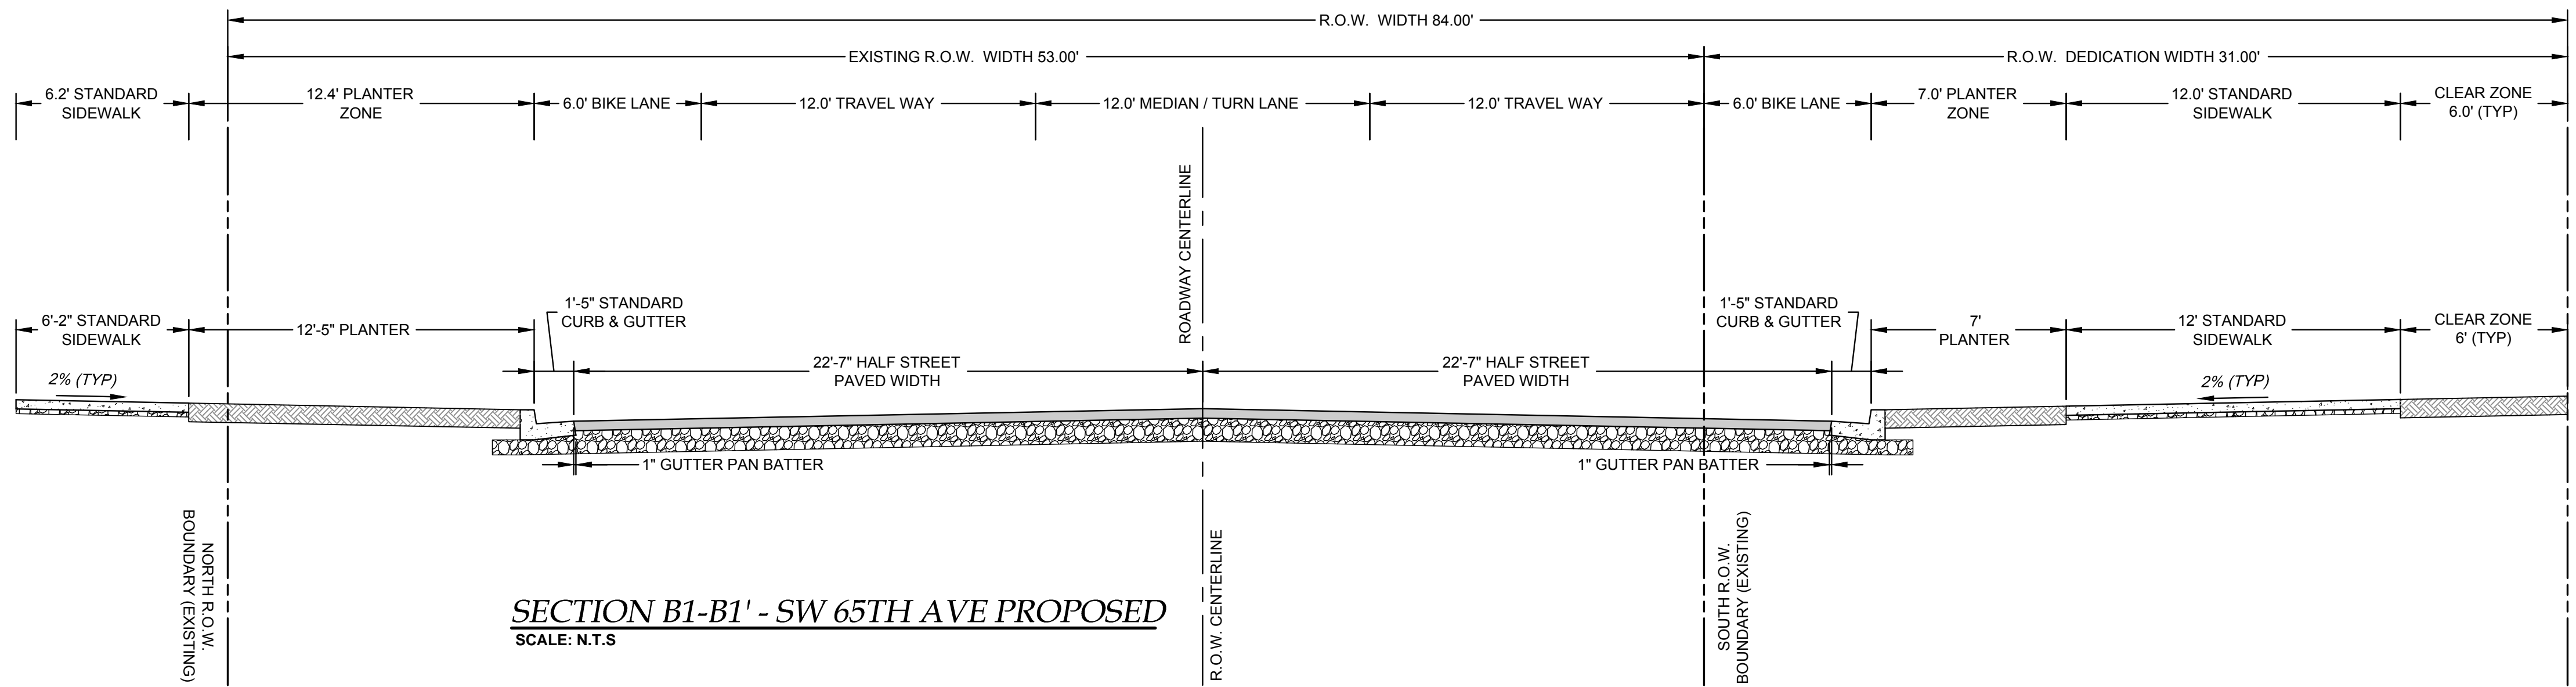 R.O.W. WIDTH 84.00'
EXISTING R.O.W. WIDTH 53.00'
R.O.W. DEDICATION WIDTH 31.00'
6.2' STANDARD
SIDEWALK
12.4' PLANTER
ZONE
6.0' BIKE LANE
12.0' TRAVEL WAY
12.0' MEDIAN / TURN LANE
12.0' TRAVEL WAY
6.0' BIKE LANE
7.0' PLANTER
ZONE
12.0' STANDARD
SIDEWALK
CLEAR ZONE
6.0' (TYP)
ROADWAY CENTERLINE
6'-2" STANDARD
SIDEWALK
12'-5" PLANTER
1'-5" STANDARD
CURB & GUTTER
22'-7" HALF STREET
PAVED WIDTH
22'-7" HALF STREET
PAVED WIDTH
1'-5" STANDARD
CURB & GUTTER
7'
PLANTER
12' STANDARD
SIDEWALK
CLEAR ZONE
6' (TYP)
2% (TYP)
2% (TYP)
1" GUTTER PAN BATTER
1" GUTTER PAN BATTER
NORTH R.O.W.
BOUNDARY (EXISTING)
R.O.W. CENTERLINE
SOUTH R.O.W.
BOUNDARY (EXISTING)
SECTION B1-B1' - SW 65TH AVE PROPOSED
SCALE: N.T.S